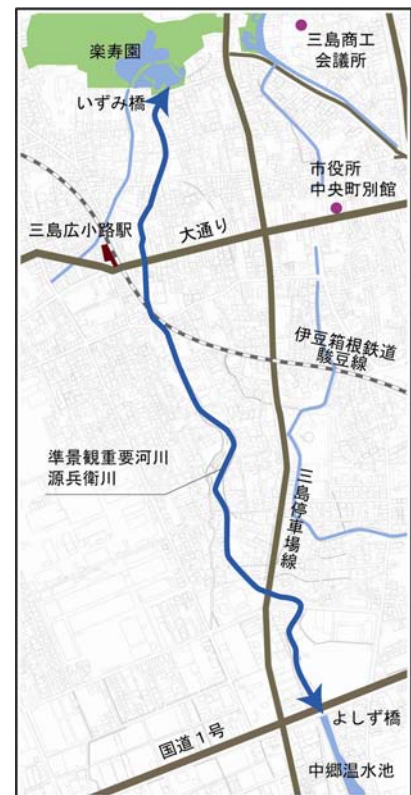 三島商工
会議所
楽寿園
いずみ橋
市役所
中央町別館
三島広小路駅
大通り
伊豆箱根鉄道
駿豆線
準景観重要河川
源兵衛川
三島停車場線
よしず橋
国道1号
中郷温水池